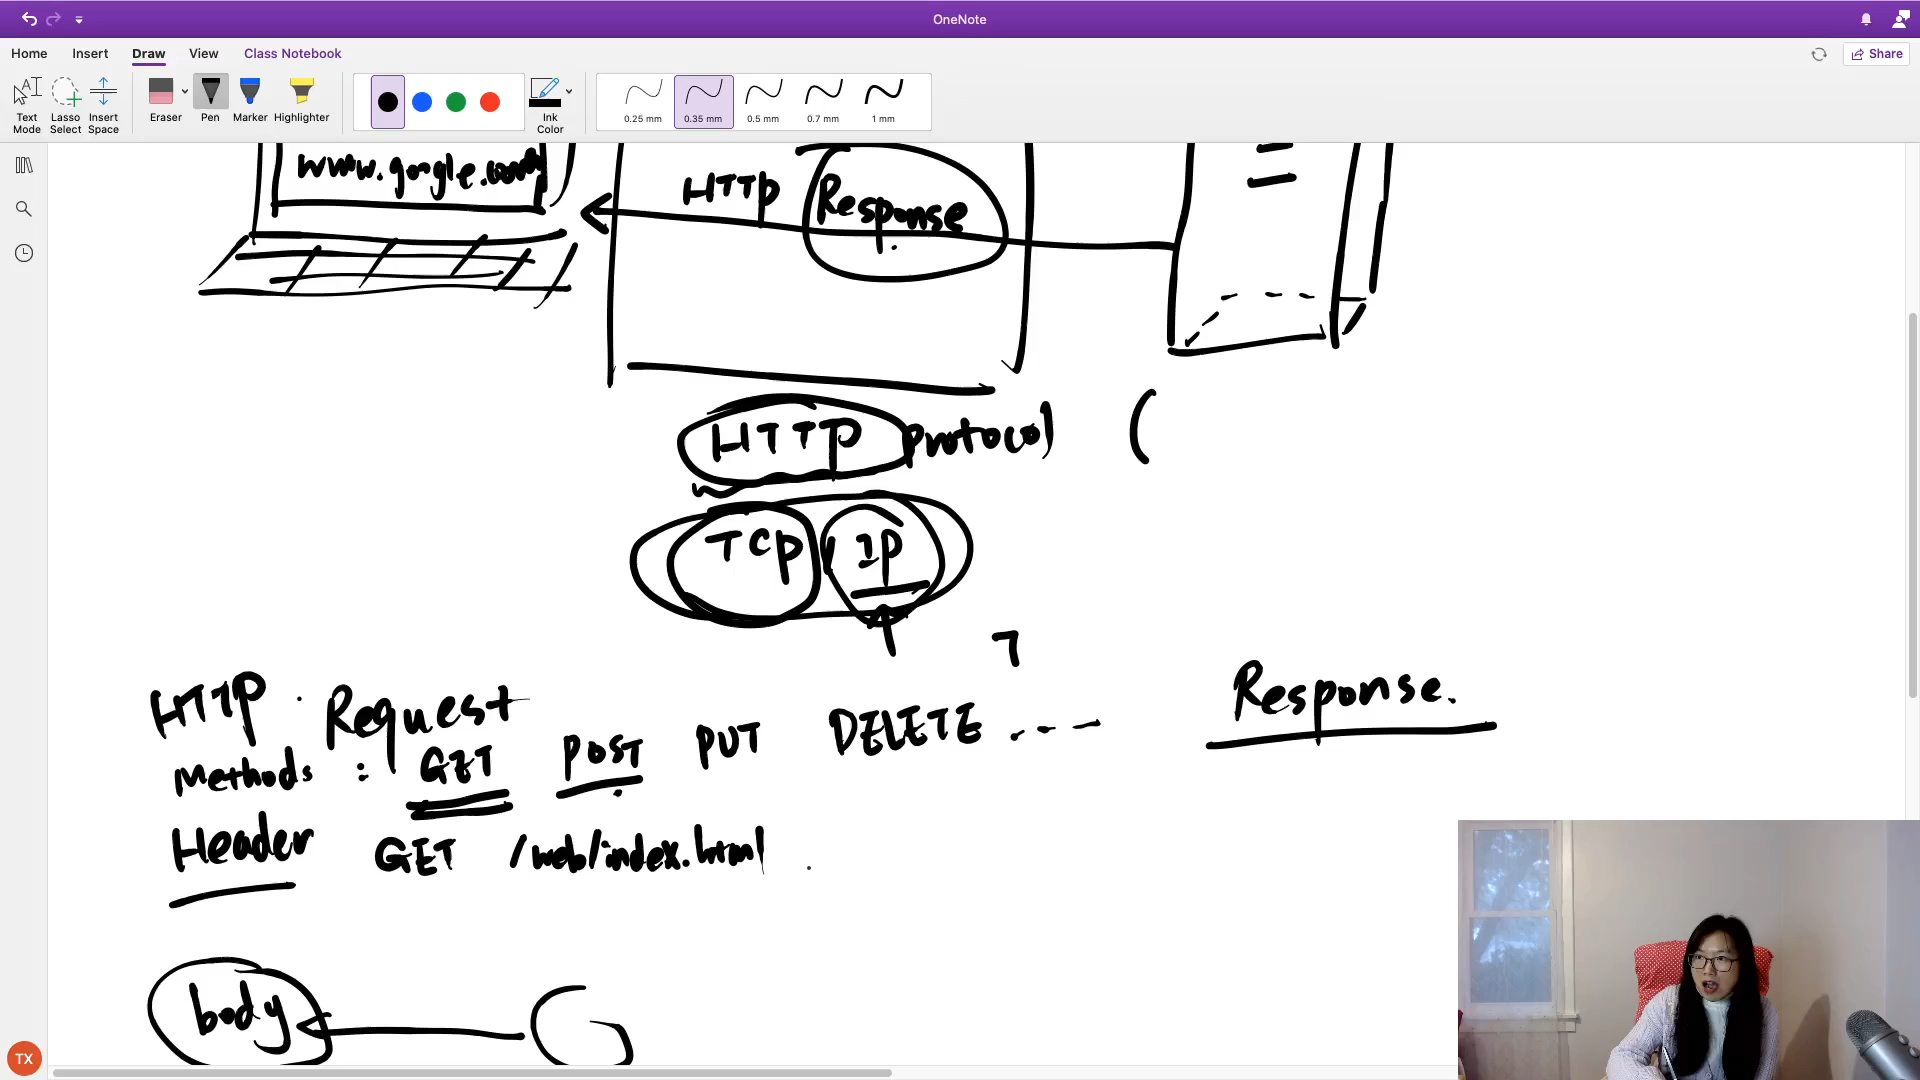 OneNote
Home Insert Draw View Class Notebook
Share
Text Mode
Lasso Select
Insert Space
Eraser
Pen
Marker
Highlighter
Ink Color
0.25 mm
0.35 mm
0.5 mm
0.7 mm
1 mm
www.gongle.com
HTTP Response
HTTP Protocol (
TCP IP
HTTP Request
Response.
Methods : GET POST PUT DELETE ....
Header GET /web/index.html
body
TX